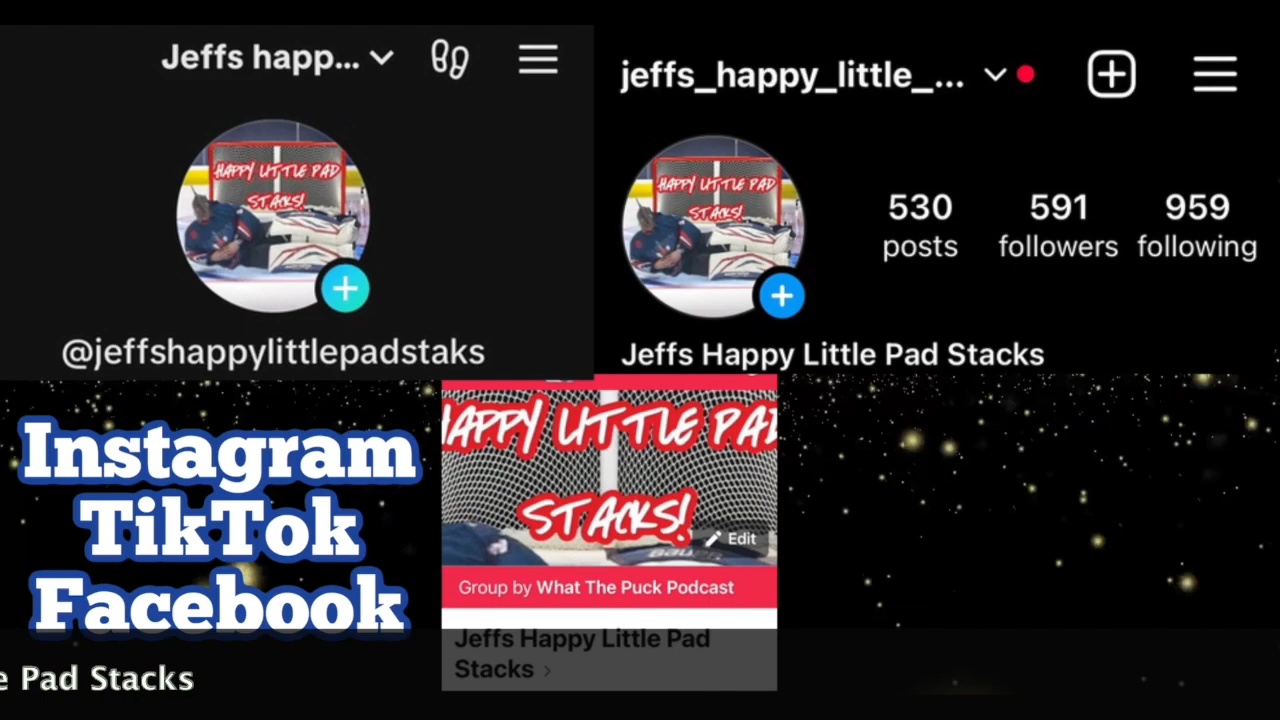 Jeffs happ...
HAPPY LITTLE PAD
STACKS!
@jeffshappylittlepadstaks
jeffs_happy_little_...
HAPPY LITTLE PAD
STACKS!
530 591 959
posts followers following
Jeffs Happy Little Pad Stacks
Instagram
TikTok
Facebook
HAPPY LITTLE PAD
STACKS!
Edit
BAUER
Group by What The Puck Podcast
Jeffs Happy Little Pad
Stacks >
e Pad Stacks